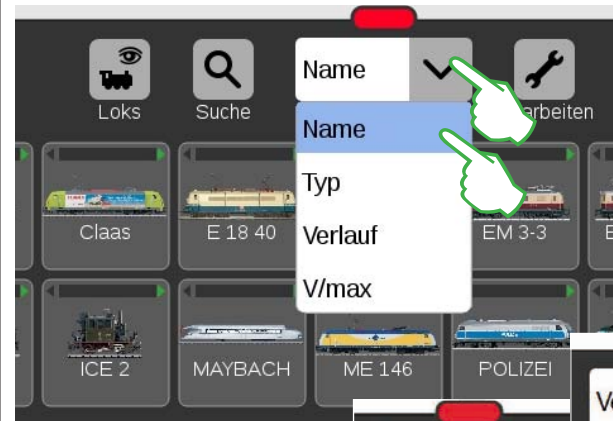 Name
Loks
Suche
arbeiten
Name
Typ
Verlauf
V/max
Claas
E 18 40
EM 3-3
E
ICE 2
MAYBACH
ME 146
POLIZEI
V